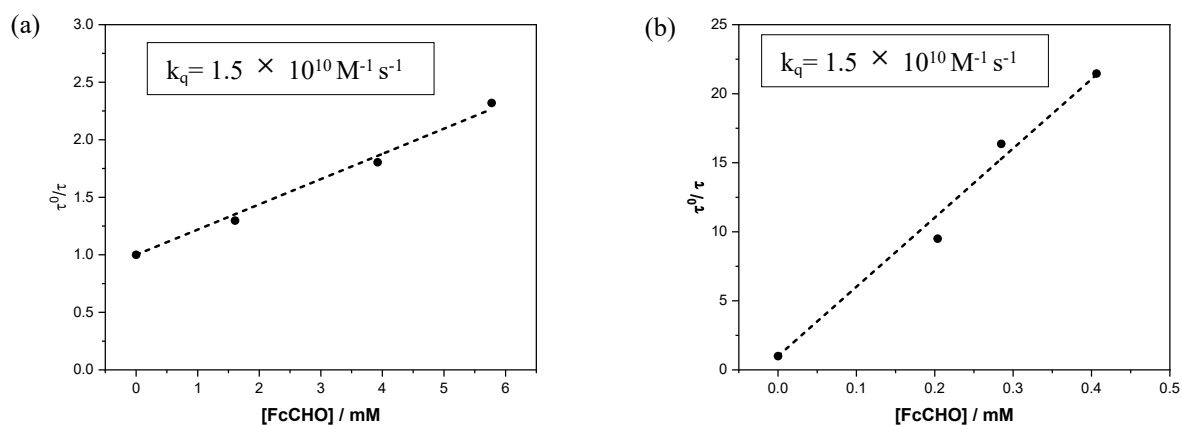 (a)
k_q= 1.5 × 10^10 M^-1 s^-1
3.0
2.5
2.0
1.5
1.0
0.5
0.0
τ^0/τ
0 1 2 3 4 5 6
[FcCHO] / mM
(b)
k_q= 1.5 × 10^10 M^-1 s^-1
25
20
15
10
5
0
τ^0/ τ
0.0 0.1 0.2 0.3 0.4 0.5
[FcCHO] / mM